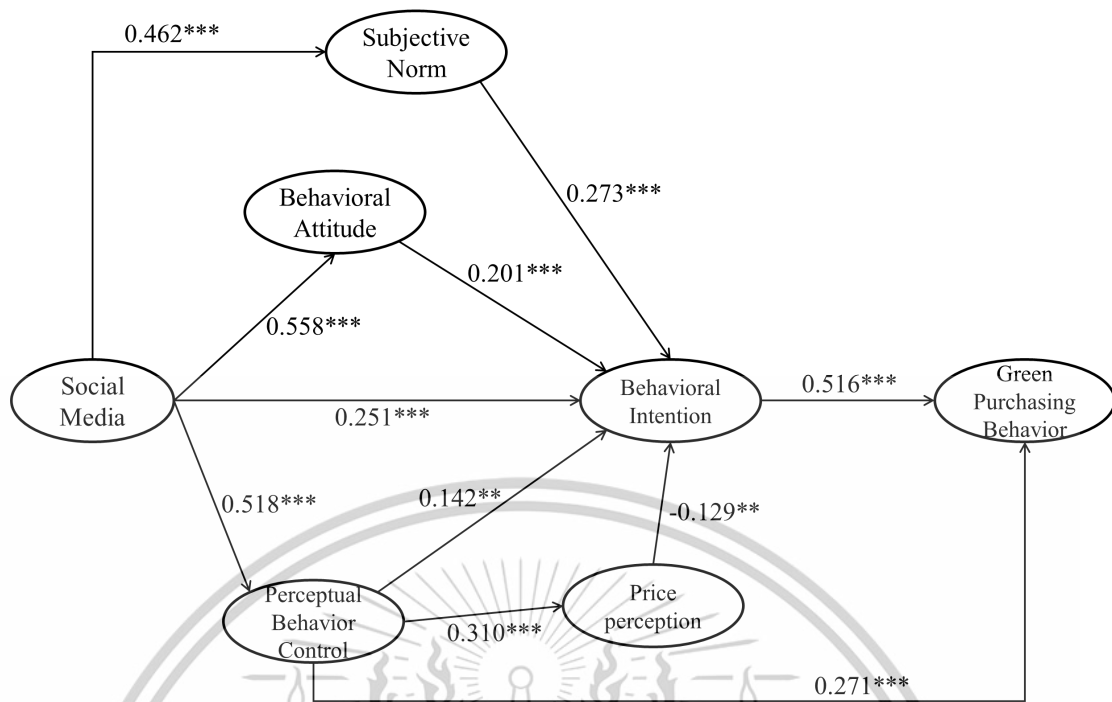 0.462***
Subjective
Norm
Behavioral
Attitude
0.273***
0.201***
0.558***
Social
Media
0.251***
Behavioral
Intention
0.516***
Green
Purchasing
Behavior
0.518***
0.142**
-0.129**
Perceptual
Behavior
Control
0.310***
Price
perception
0.271***